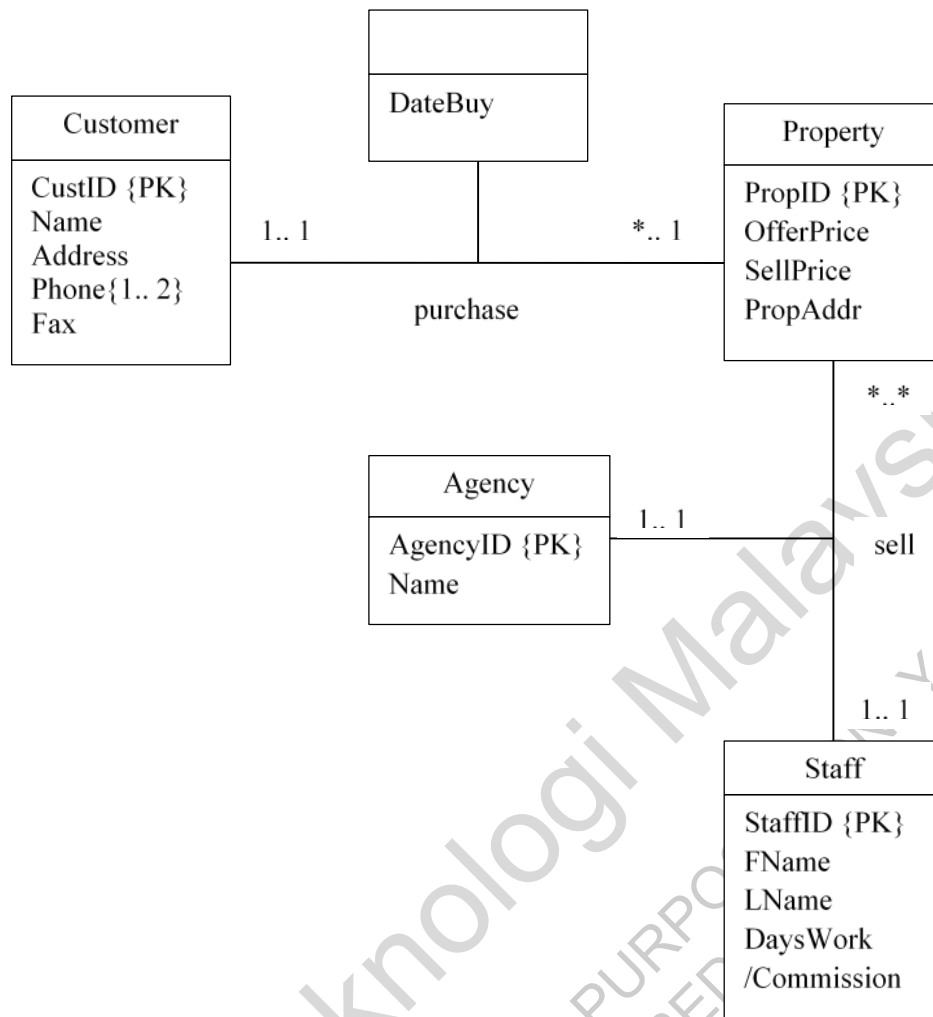 DateBuy
Customer
CustID {PK}
Name
Address
Phone{1.. 2}
Fax
1.. 1
*.. 1
purchase
Property
PropID {PK}
OfferPrice
SellPrice
PropAddr
*..*
Agency
AgencyID {PK}
Name
1.. 1
sell
1.. 1
Staff
StaffID {PK}
FName
LName
DaysWork
/Commission